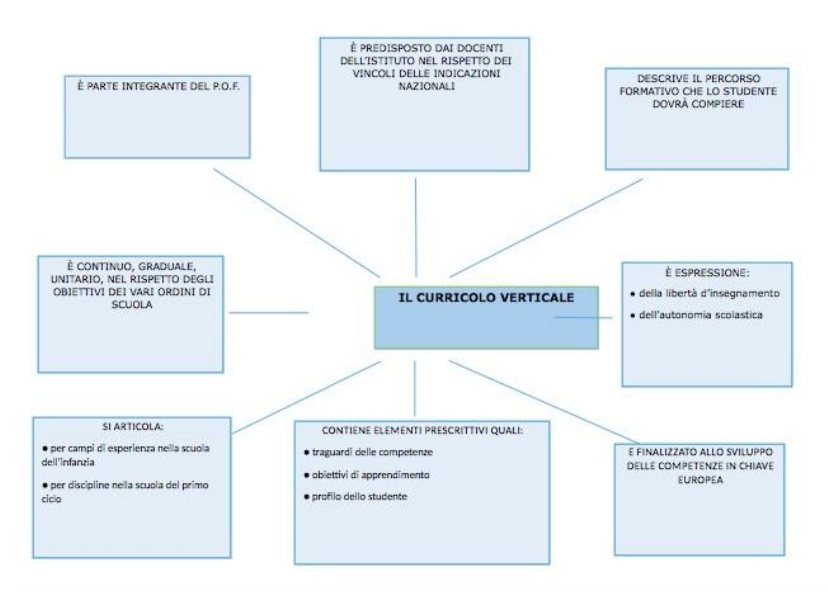 È PARTE INTEGRANTE DEL P.O.F.
È PREDISPOSTO DAI DOCENTI
DELL'ISTITUTO NEL RISPETTO DEI
VINCOLI DELLE INDICAZIONI
NAZIONALI
DESCRIVE IL PERCORSO
FORMATIVO CHE LO STUDENTE
DOVRÀ COMPIERE
È CONTINUO, GRADUALE,
UNITARIO, NEL RISPETTO DEGLI
OBIETTIVI DEI VARI ORDINI DI
SCUOLA
IL CURRICOLO VERTICALE
È ESPRESSIONE:
• della libertà d'insegnamento
• dell'autonomia scolastica
SI ARTICOLA:
• per campi di esperienza nella scuola
dell'infanzia
• per discipline nella scuola del primo
ciclo
CONTIENE ELEMENTI PRESCRITTIVI QUALI:
• traguardi delle competenze
• obiettivi di apprendimento
• profilo dello studente
E FINALIZZATO ALLO SVILUPPO
DELLE COMPETENZE IN CHIAVE
EUROPEA